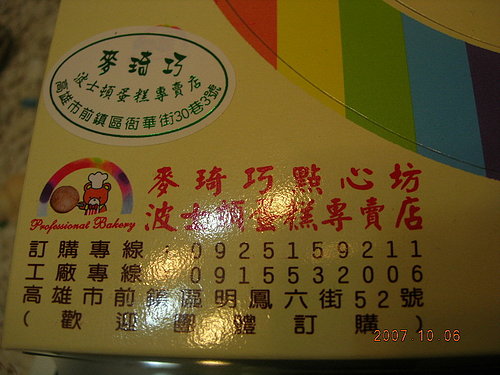 麥琦巧
波士頓蛋糕專賣店
高雄市前鎮區衙華街30巷3號
麥琦巧點心坊
Professional Bakery
波士頓蛋糕專賣店
訂購專線:0925159211
工廠專線:0915532006
高雄市前鎮區明鳳六街52號
(歡迎團體訂購)
2007.10.06